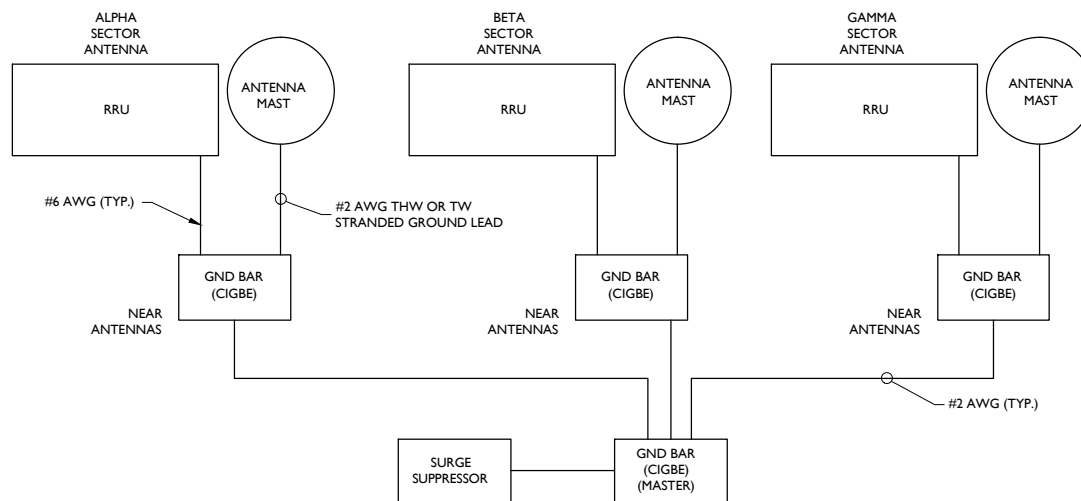 ALPHA
SECTOR
ANTENNA
BETA
SECTOR
ANTENNA
GAMMA
SECTOR
ANTENNA
RRU
ANTENNA
MAST
RRU
ANTENNA
MAST
RRU
ANTENNA
MAST
#6 AWG (TYP.)
#2 AWG THW OR TW
STRANDED GROUND LEAD
GND BAR
(CIGBE)
GND BAR
(CIGBE)
GND BAR
(CIGBE)
NEAR
ANTENNAS
NEAR
ANTENNAS
NEAR
ANTENNAS
#2 AWG (TYP.)
SURGE
SUPPRESSOR
GND BAR
(CIGBE)
(MASTER)